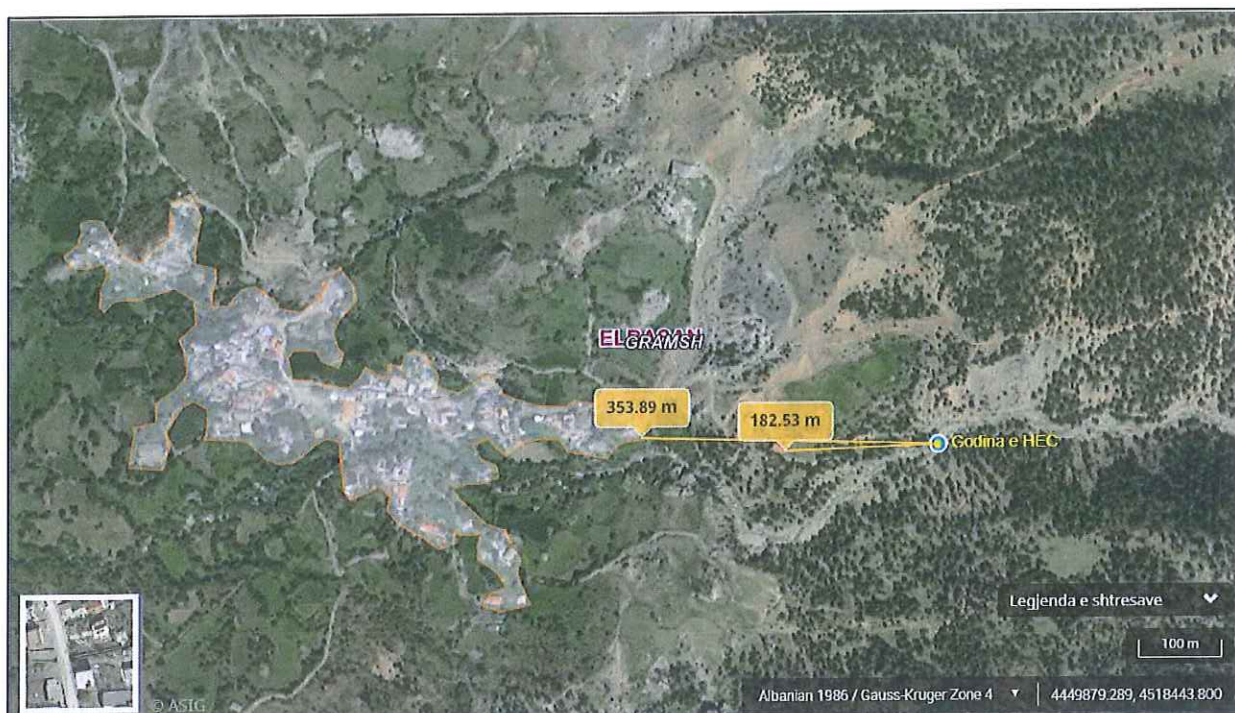 ELBASAN
GRAMSH
353.89 m
182.53 m
Godina e HEC
Legjenda e shtresave
100 m
Albanian 1986 / Gauss-Kruger Zone 4
4449879.289, 4518443.800
© ASIG